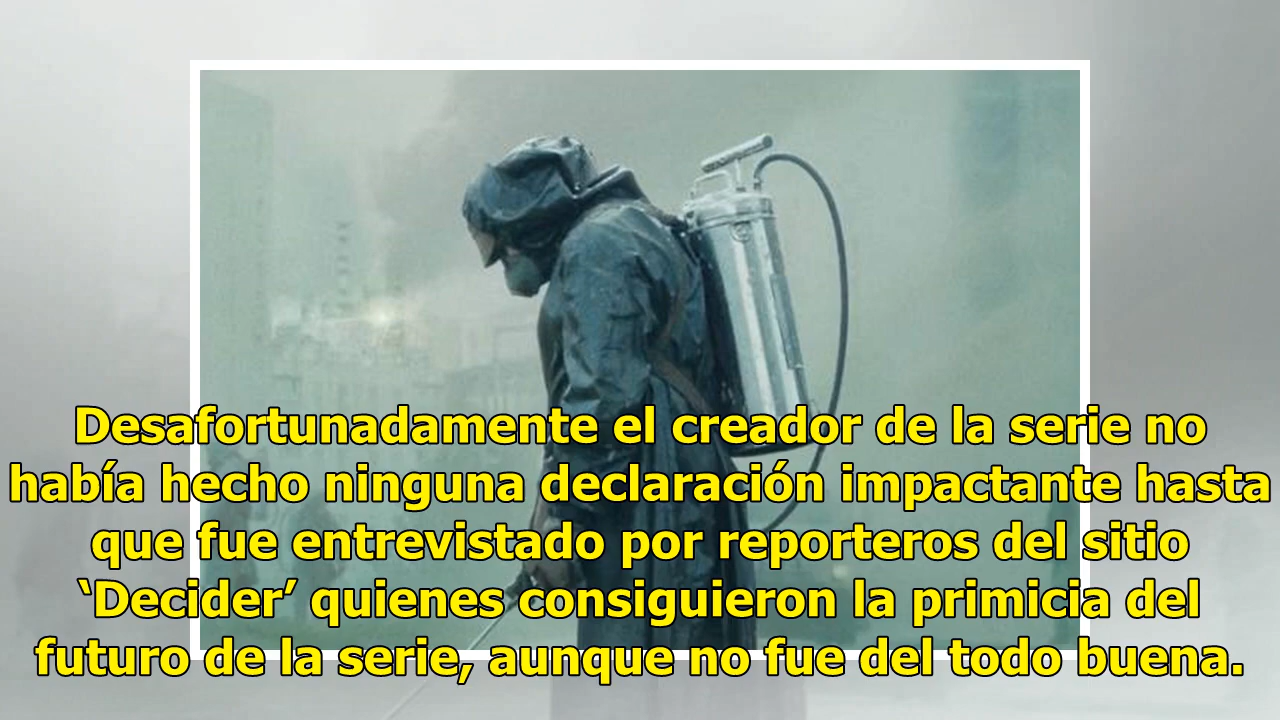 Desafortunadamente el creador de la serie no
había hecho ninguna declaración impactante hasta
que fue entrevistado por reporteros del sitio
‘Decider’ quienes consiguieron la primicia del
futuro de la serie, aunque no fue del todo buena.